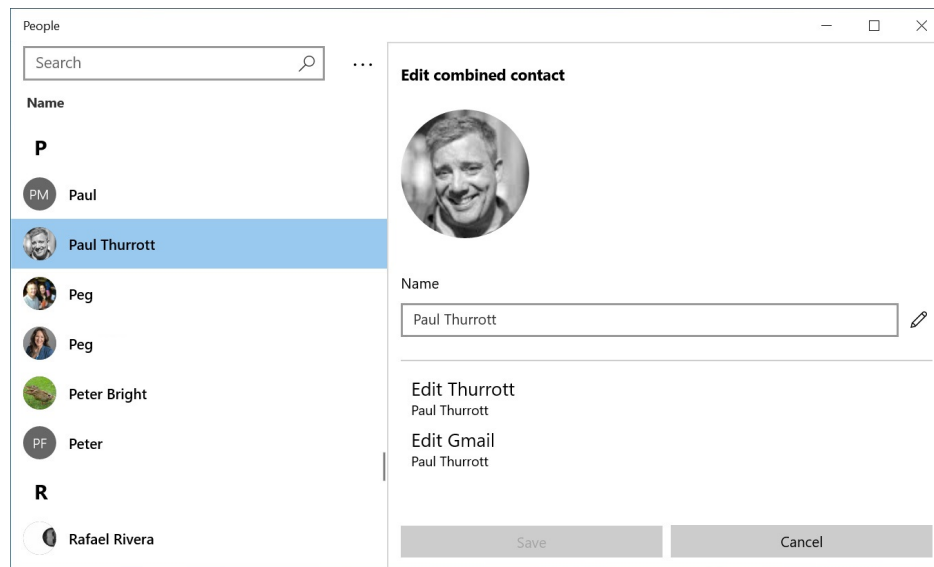 People
Search
...
Name
P
PM
Paul
Paul Thurrott
Peg
Peg
Peter Bright
PF
Peter
R
Rafael Rivera
Edit combined contact
Name
Paul Thurrott
Edit Thurrott
Paul Thurrott
Edit Gmail
Paul Thurrott
Save
Cancel